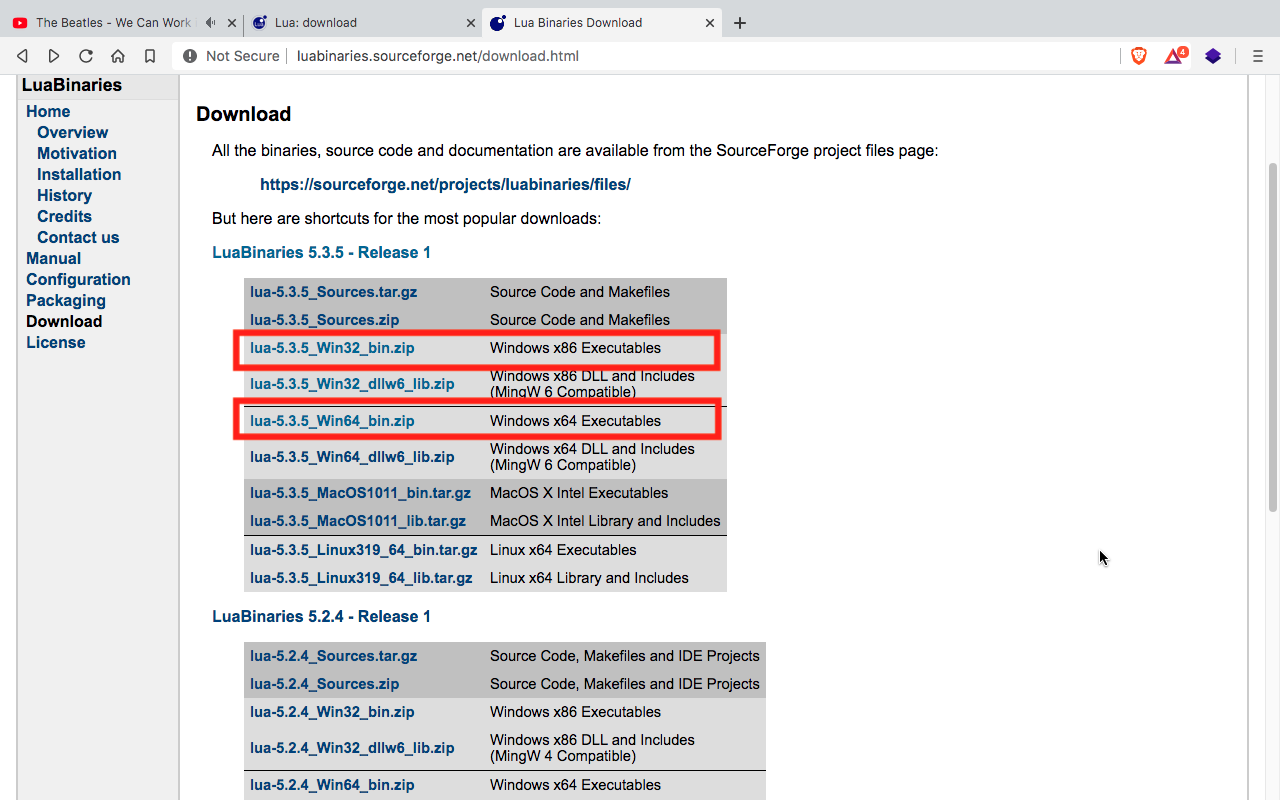 The Beatles - We Can Work
Lua: download
Lua Binaries Download
Not Secure
luabinaries.sourceforge.net/download.html
4
LuaBinaries
Home
Overview
Motivation
Installation
History
Credits
Contact us
Manual
Configuration
Packaging
Download
License
Download
All the binaries, source code and documentation are available from the SourceForge project files page:
https://sourceforge.net/projects/luabinaries/files/
But here are shortcuts for the most popular downloads:
LuaBinaries 5.3.5 - Release 1
lua-5.3.5_Sources.tar.gz Source Code and Makefiles
lua-5.3.5_Sources.zip Source Code and Makefiles
lua-5.3.5_Win32_bin.zip Windows x86 Executables
lua-5.3.5_Win32_dllw6_lib.zip Windows x86 DLL and Includes
(MingW 6 Compatible)
lua-5.3.5_Win64_bin.zip Windows x64 Executables
lua-5.3.5_Win64_dllw6_lib.zip Windows x64 DLL and Includes
(MingW 6 Compatible)
lua-5.3.5_MacOS1011_bin.tar.gz MacOS X Intel Executables
lua-5.3.5_MacOS1011_lib.tar.gz MacOS X Intel Library and Includes
lua-5.3.5_Linux319_64_bin.tar.gz Linux x64 Executables
lua-5.3.5_Linux319_64_lib.tar.gz Linux x64 Library and Includes
LuaBinaries 5.2.4 - Release 1
lua-5.2.4_Sources.tar.gz Source Code, Makefiles and IDE Projects
lua-5.2.4_Sources.zip Source Code, Makefiles and IDE Projects
lua-5.2.4_Win32_bin.zip Windows x86 Executables
lua-5.2.4_Win32_dllw6_lib.zip Windows x86 DLL and Includes
(MingW 4 Compatible)
lua-5.2.4_Win64_bin.zip Windows x64 Executables